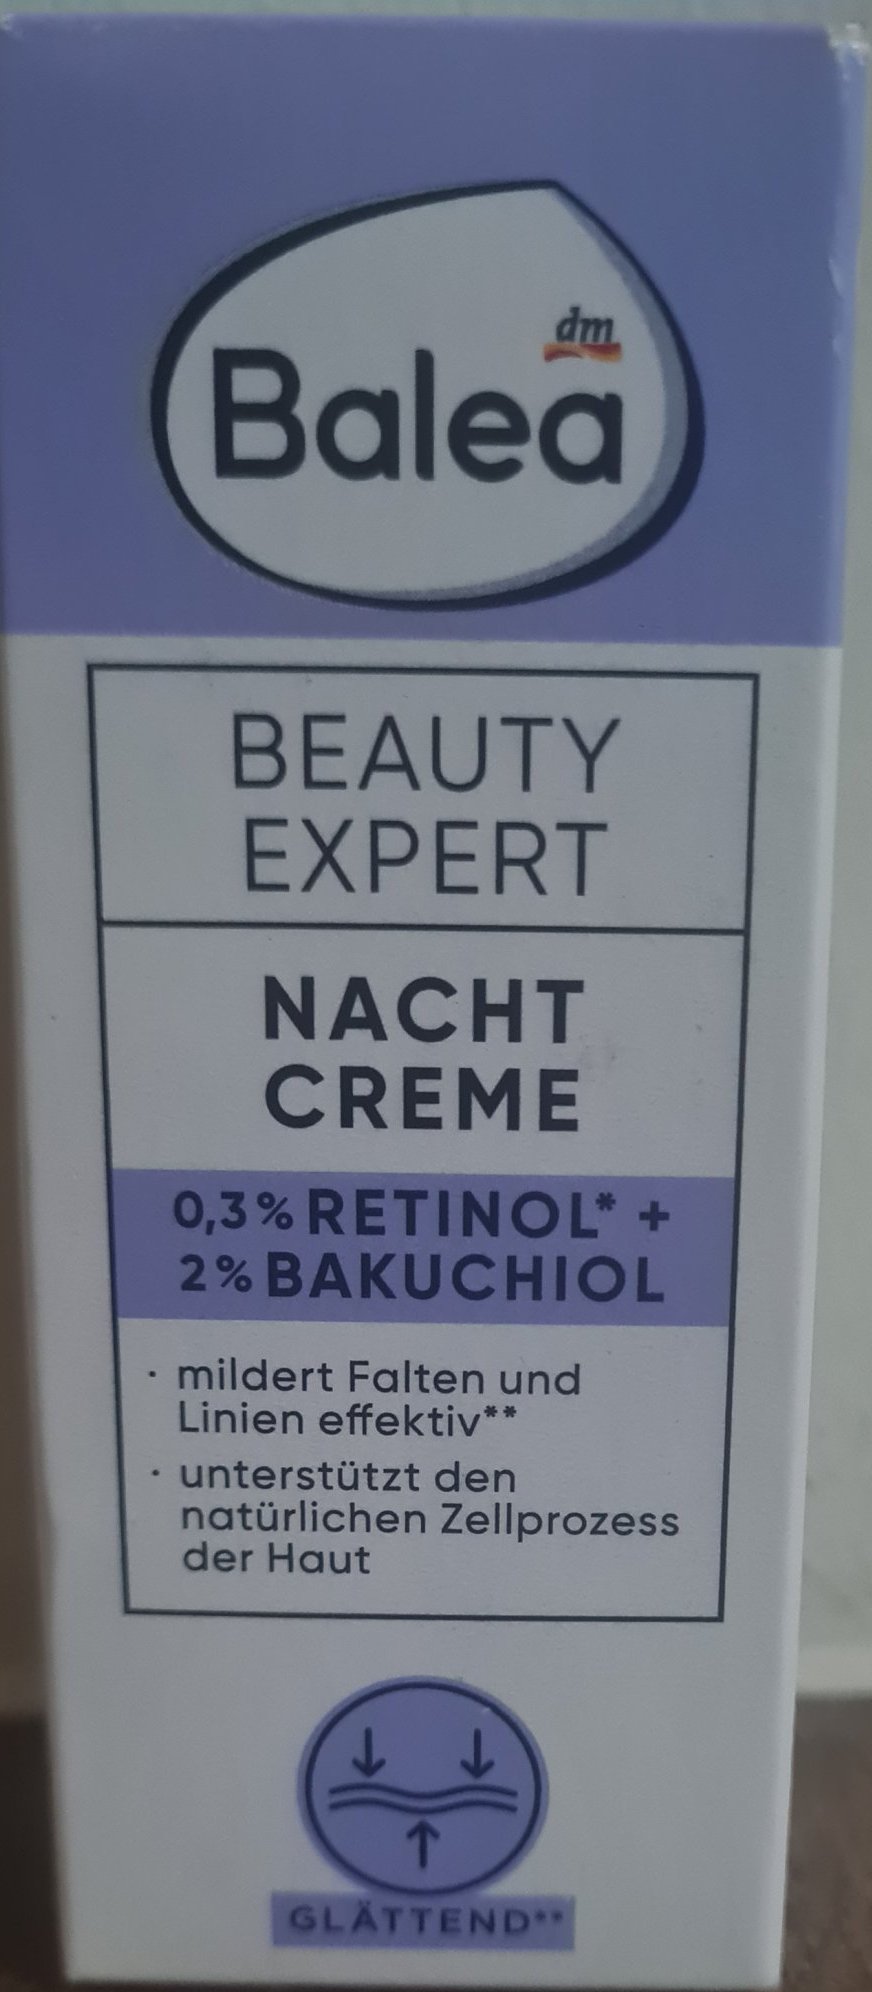 dm
Balea
BEAUTY
EXPERT
NACHT
CREME
0,3% RETINOL* +
2% BAKUCHIOL
· mildert Falten und
Linien effektiv**
· unterstützt den
natürlichen Zellprozess
der Haut
GLÄTTEND**